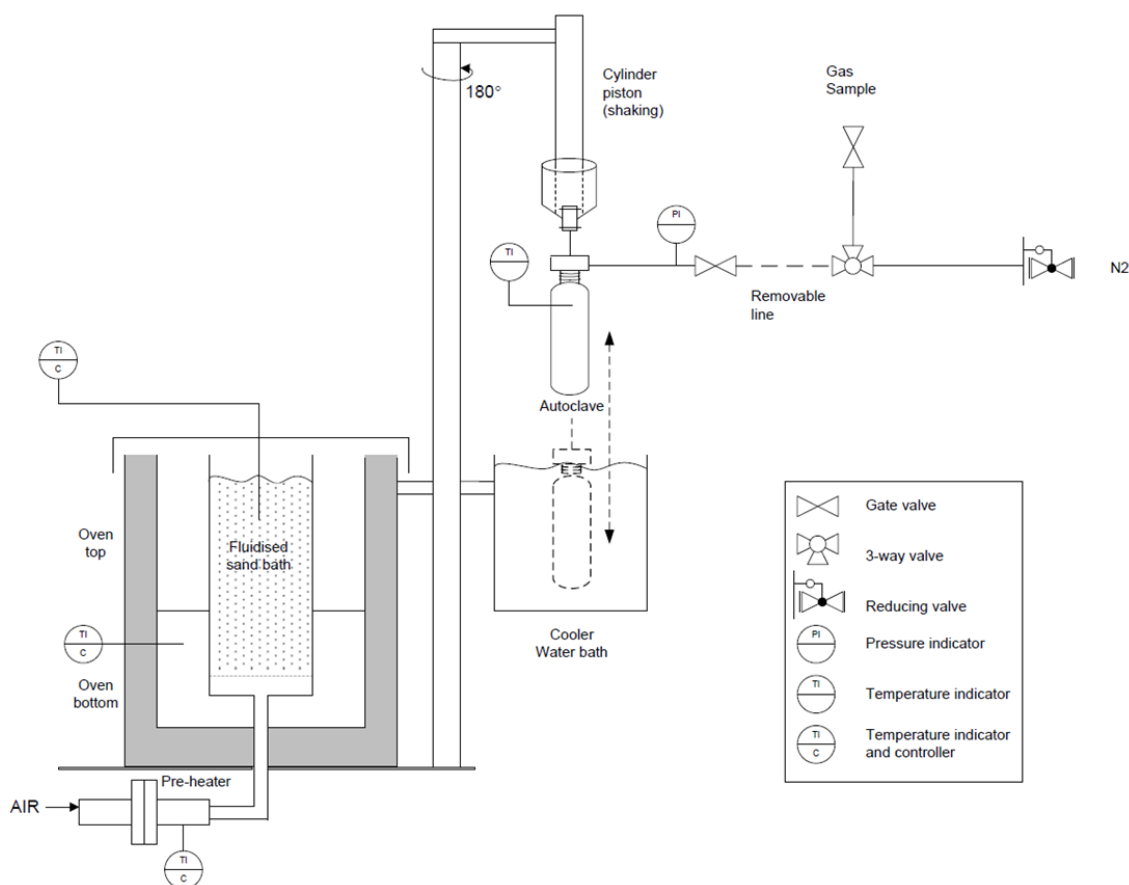 180°
Cylinder
piston
(shaking)
Gas
Sample
PI
TI
N2
Removable
line
TI
C
Autoclave
Oven
top
Fluidised
sand bath
TI
C
Oven
bottom
Cooler
Water bath
Pre-heater
AIR
TI
C
Gate valve
3-way valve
Reducing valve
PI
Pressure indicator
TI
Temperature indicator
TI
C
Temperature indicator
and controller